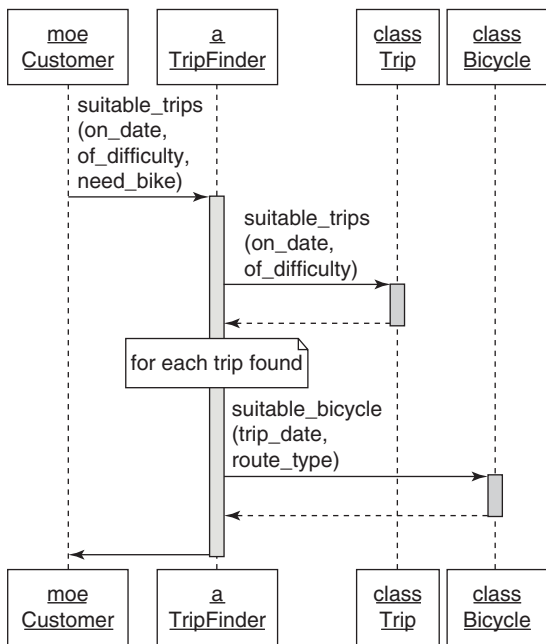 moe
Customer
a
TripFinder
class
Trip
class
Bicycle
suitable_trips
(on_date,
of_difficulty,
need_bike)
suitable_trips
(on_date,
of_difficulty)
for each trip found
suitable_bicycle
(trip_date,
route_type)
moe
Customer
a
TripFinder
class
Trip
class
Bicycle